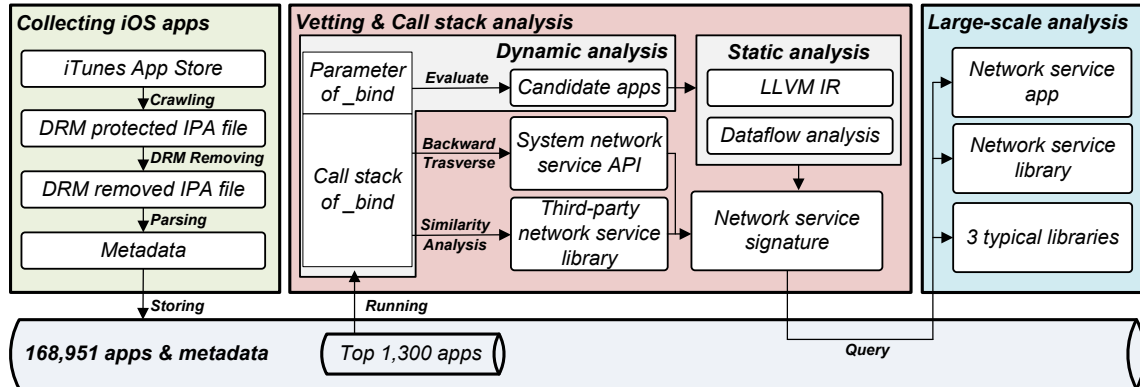 Collecting iOS apps
iTunes App Store
Crawling
DRM protected IPA file
DRM Removing
DRM removed IPA file
Parsing
Metadata
Storing
Vetting & Call stack analysis
Dynamic analysis
Parameter
of _bind
Evaluate
Candidate apps
Call stack
of _bind
Backward
Trasverse
System network
service API
Similarity
Analysis
Third-party
network service
library
Running
Static analysis
LLVM IR
Dataflow analysis
Network service
signature
Large-scale analysis
Network service
app
Network service
library
3 typical libraries
Query
168,951 apps & metadata
Top 1,300 apps